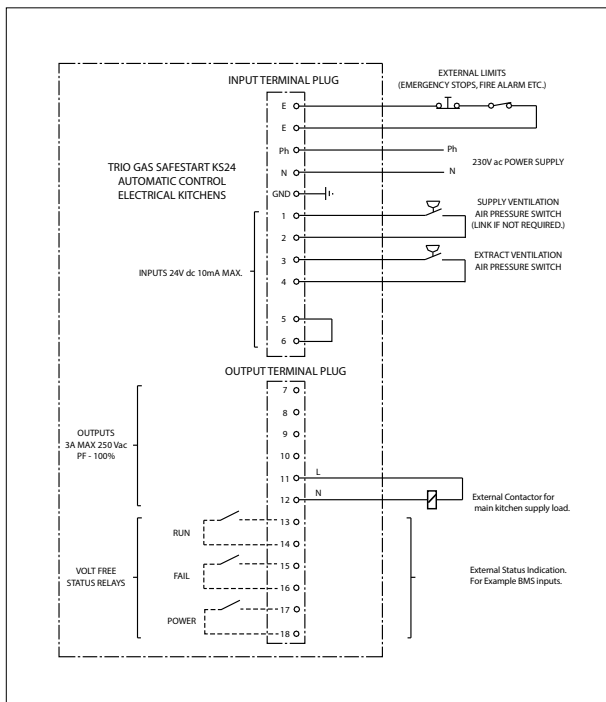 INPUT TERMINAL PLUG
EXTERNAL LIMITS
(EMERGENCY STOPS, FIRE ALARM ETC.)
E
E
Ph
Ph
230V ac POWER SUPPLY
N
N
TRIO GAS SAFESTART KS24
AUTOMATIC CONTROL
ELECTRICAL KITCHENS
GND
1
SUPPLY VENTILATION
AIR PRESSURE SWITCH
(LINK IF NOT REQUIRED.)
2
3
EXTRACT VENTILATION
AIR PRESSURE SWITCH
INPUTS 24V dc 10mA MAX.
4
5
6
OUTPUT TERMINAL PLUG
7
8
9
OUTPUTS
3A MAX 250 Vac
PF - 100%
10
11
L
12
N
External Contactor for
main kitchen supply load.
13
RUN
14
VOLT FREE
STATUS RELAYS
15
FAIL
16
External Status Indication.
For Example BMS inputs.
17
POWER
18